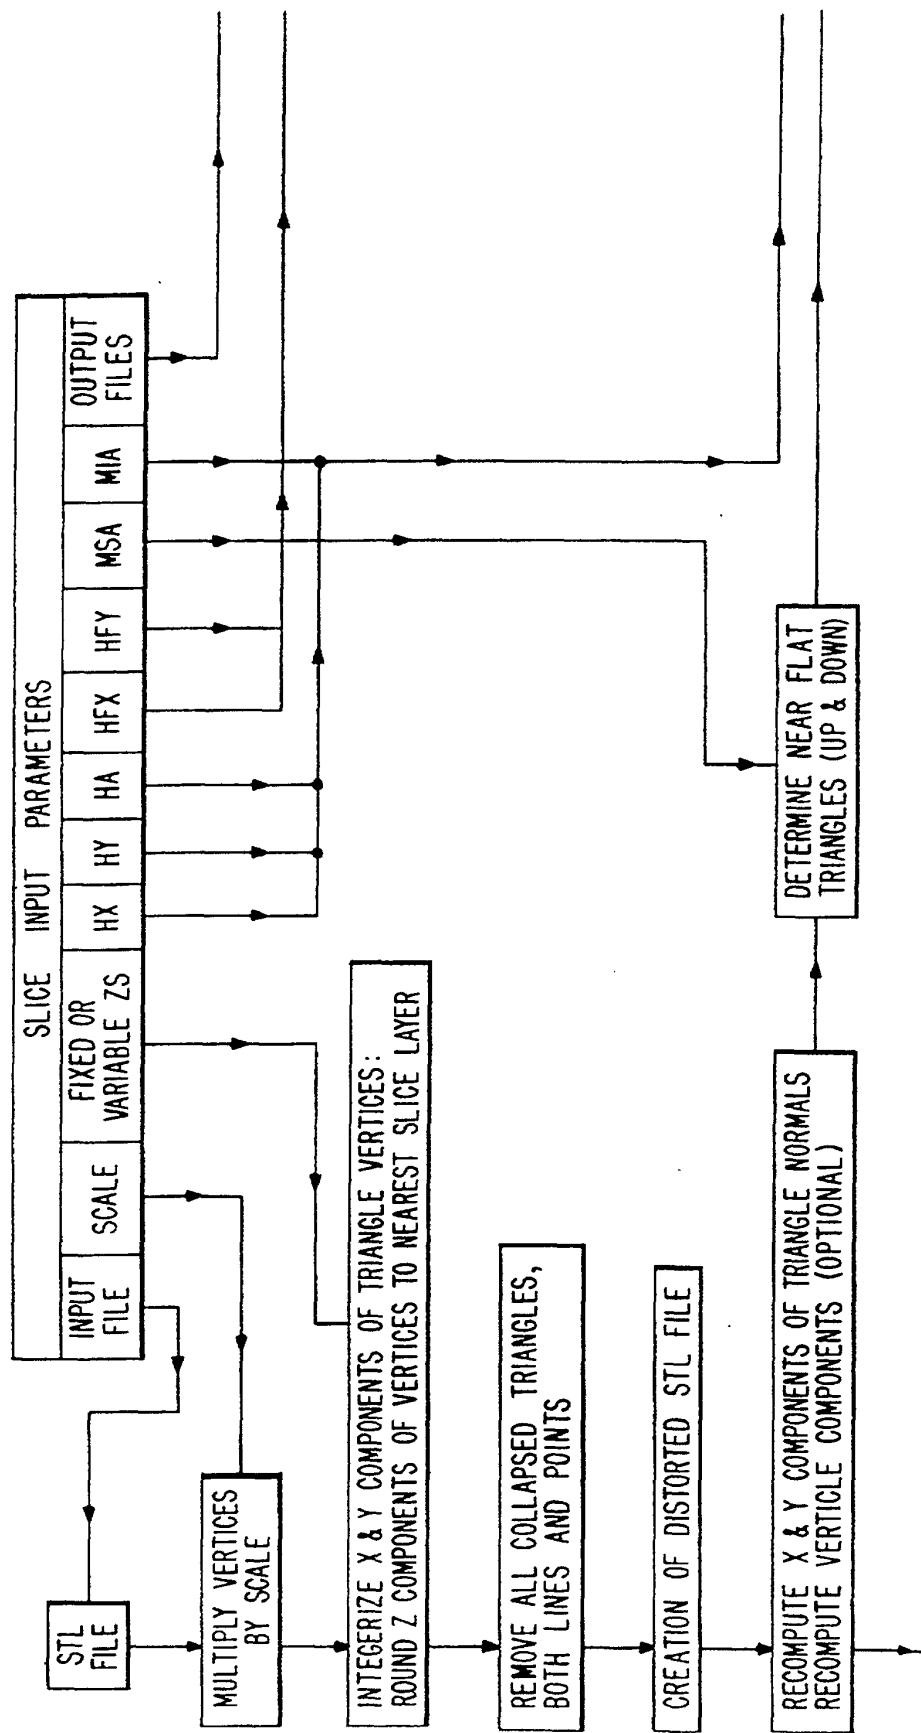 SLICE INPUT PARAMETERS
INPUT
FILE
SCALE
FIXED OR
VARIABLE ZS
HX
HY
HA
HFX
HFY
MSA
MIA
OUTPUT
FILES
STL
FILE
MULTIPLY VERTICES
BY SCALE
INTEGERIZE X & Y COMPONENTS OF TRIANGLE VERTICES:
ROUND Z COMPONENTS OF VERTICES TO NEAREST SLICE LAYER
REMOVE ALL COLLAPSED TRIANGLES,
BOTH LINES AND POINTS
CREATION OF DISTORTED STL FILE
RECOMPUTE X & Y COMPONENTS OF TRIANGLE NORMALS
RECOMPUTE VERTICLE COMPONENTS (OPTIONAL)
DETERMINE NEAR FLAT
TRIANGLES (UP & DOWN)